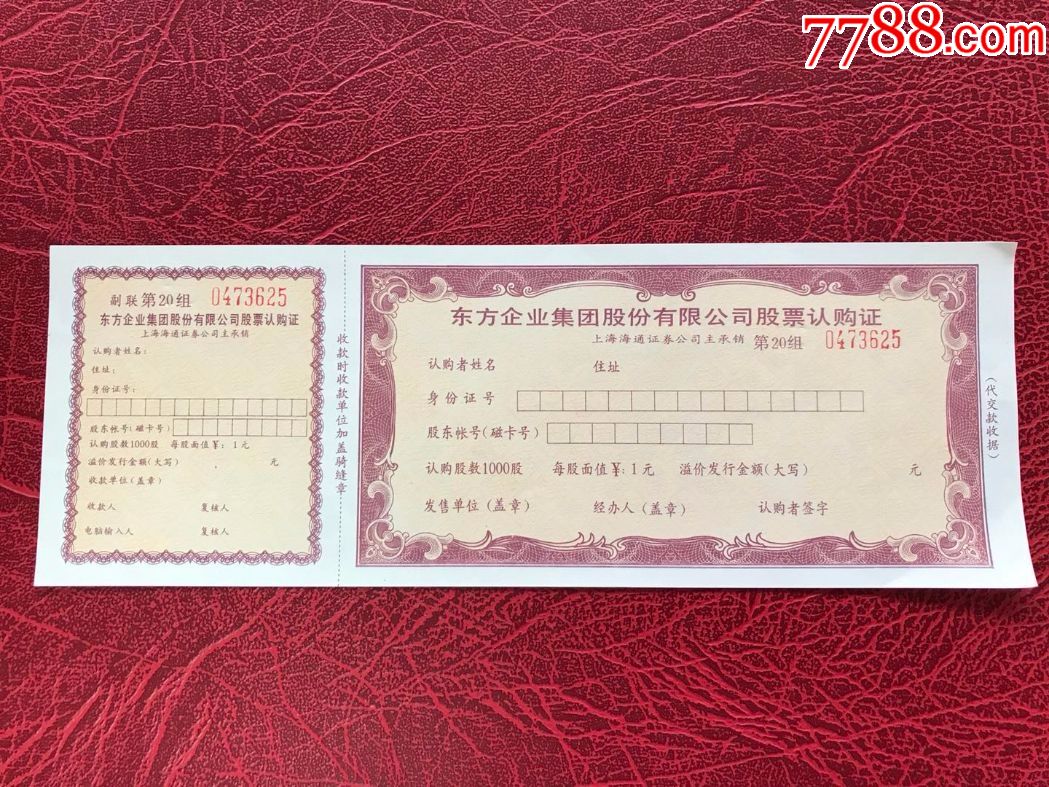 7788.com
副联 第20组 0473625
东方企业集团股份有限公司股票认购证
上海海通证券公司主承销
认购者姓名:
住址:
身份证号:
股东帐号(磁卡号)
认购股数1000股 每股面值¥: 1元
溢价发行金额(大写) 元
收款单位(盖章)
收款人 复核人
电脑输入人 复核人
收款时收款单位加盖骑缝章
东方企业集团股份有限公司股票认购证
上海海通证券公司主承销 第20组 0473625
认购者姓名 住址
身份证号
股东帐号(磁卡号)
认购股数1000股 每股面值¥: 1元 溢价发行金额(大写) 元
发售单位(盖章) 经办人(盖章) 认购者签字
(代交款收据)